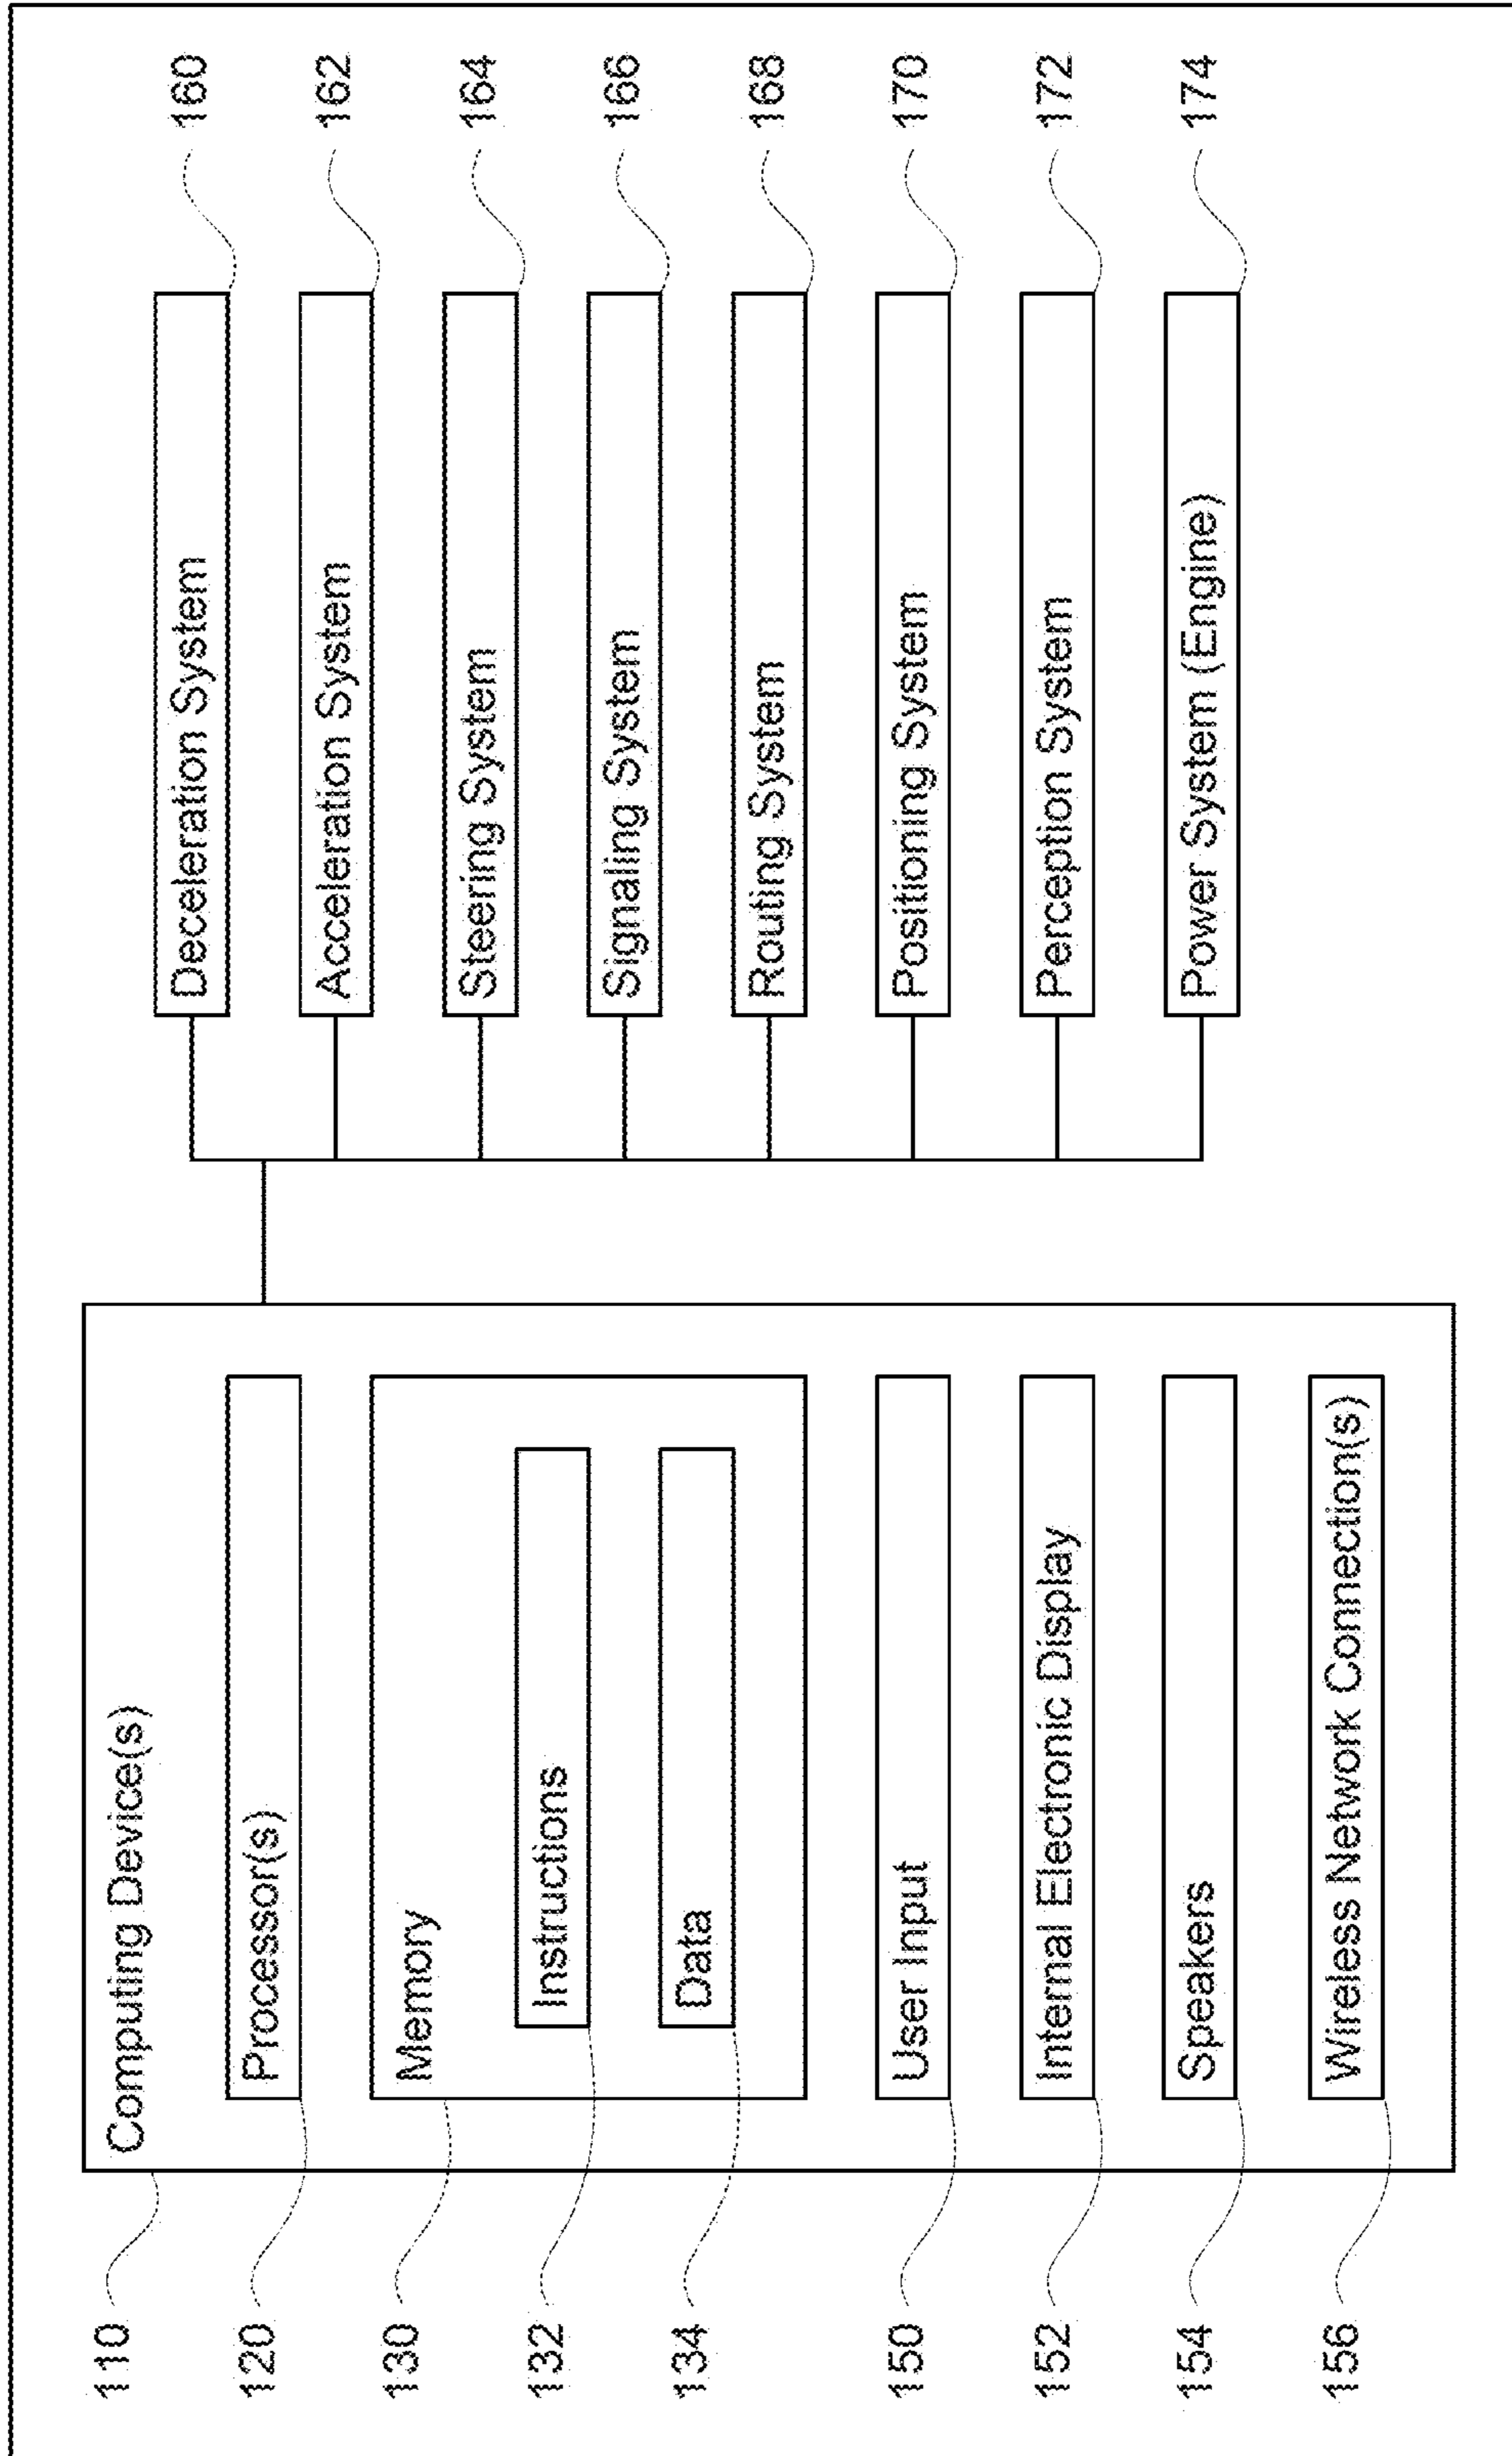 110
Computing Device(s)
120
Processor(s)
130
Memory
132
Instructions
134
Data
150
User Input
152
Internal Electronic Display
154
Speakers
156
Wireless Network Connection(s)
Deceleration System
160
Acceleration System
162
Steering System
164
Signaling System
166
Routing System
168
Positioning System
170
Perception System
172
Power System (Engine)
174